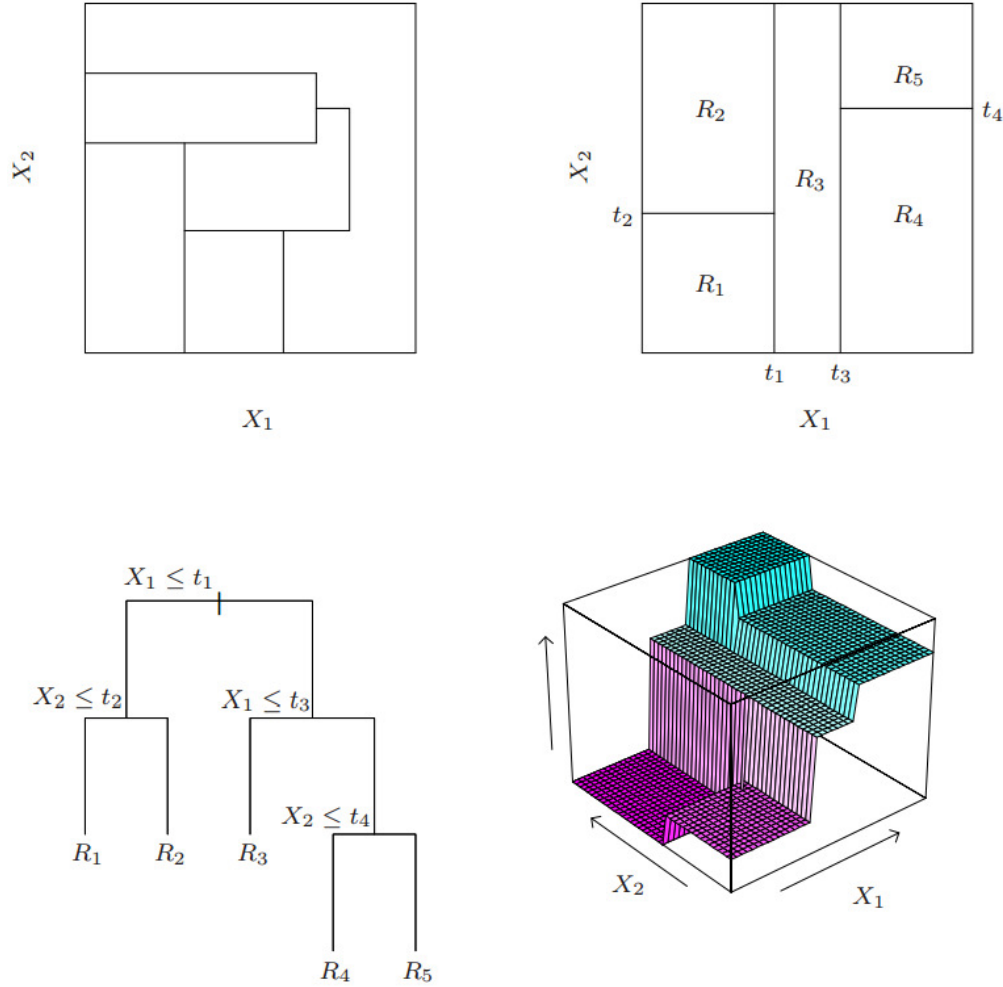 X₂
X₁
R₂
R₅
t₄
X₂
R₃
t₂
R₄
R₁
t₁
t₃
X₁
X₁ ≤ t₁
X₂ ≤ t₂
X₁ ≤ t₃
X₂ ≤ t₄
R₁
R₂
R₃
R₄
R₅
X₂
X₁